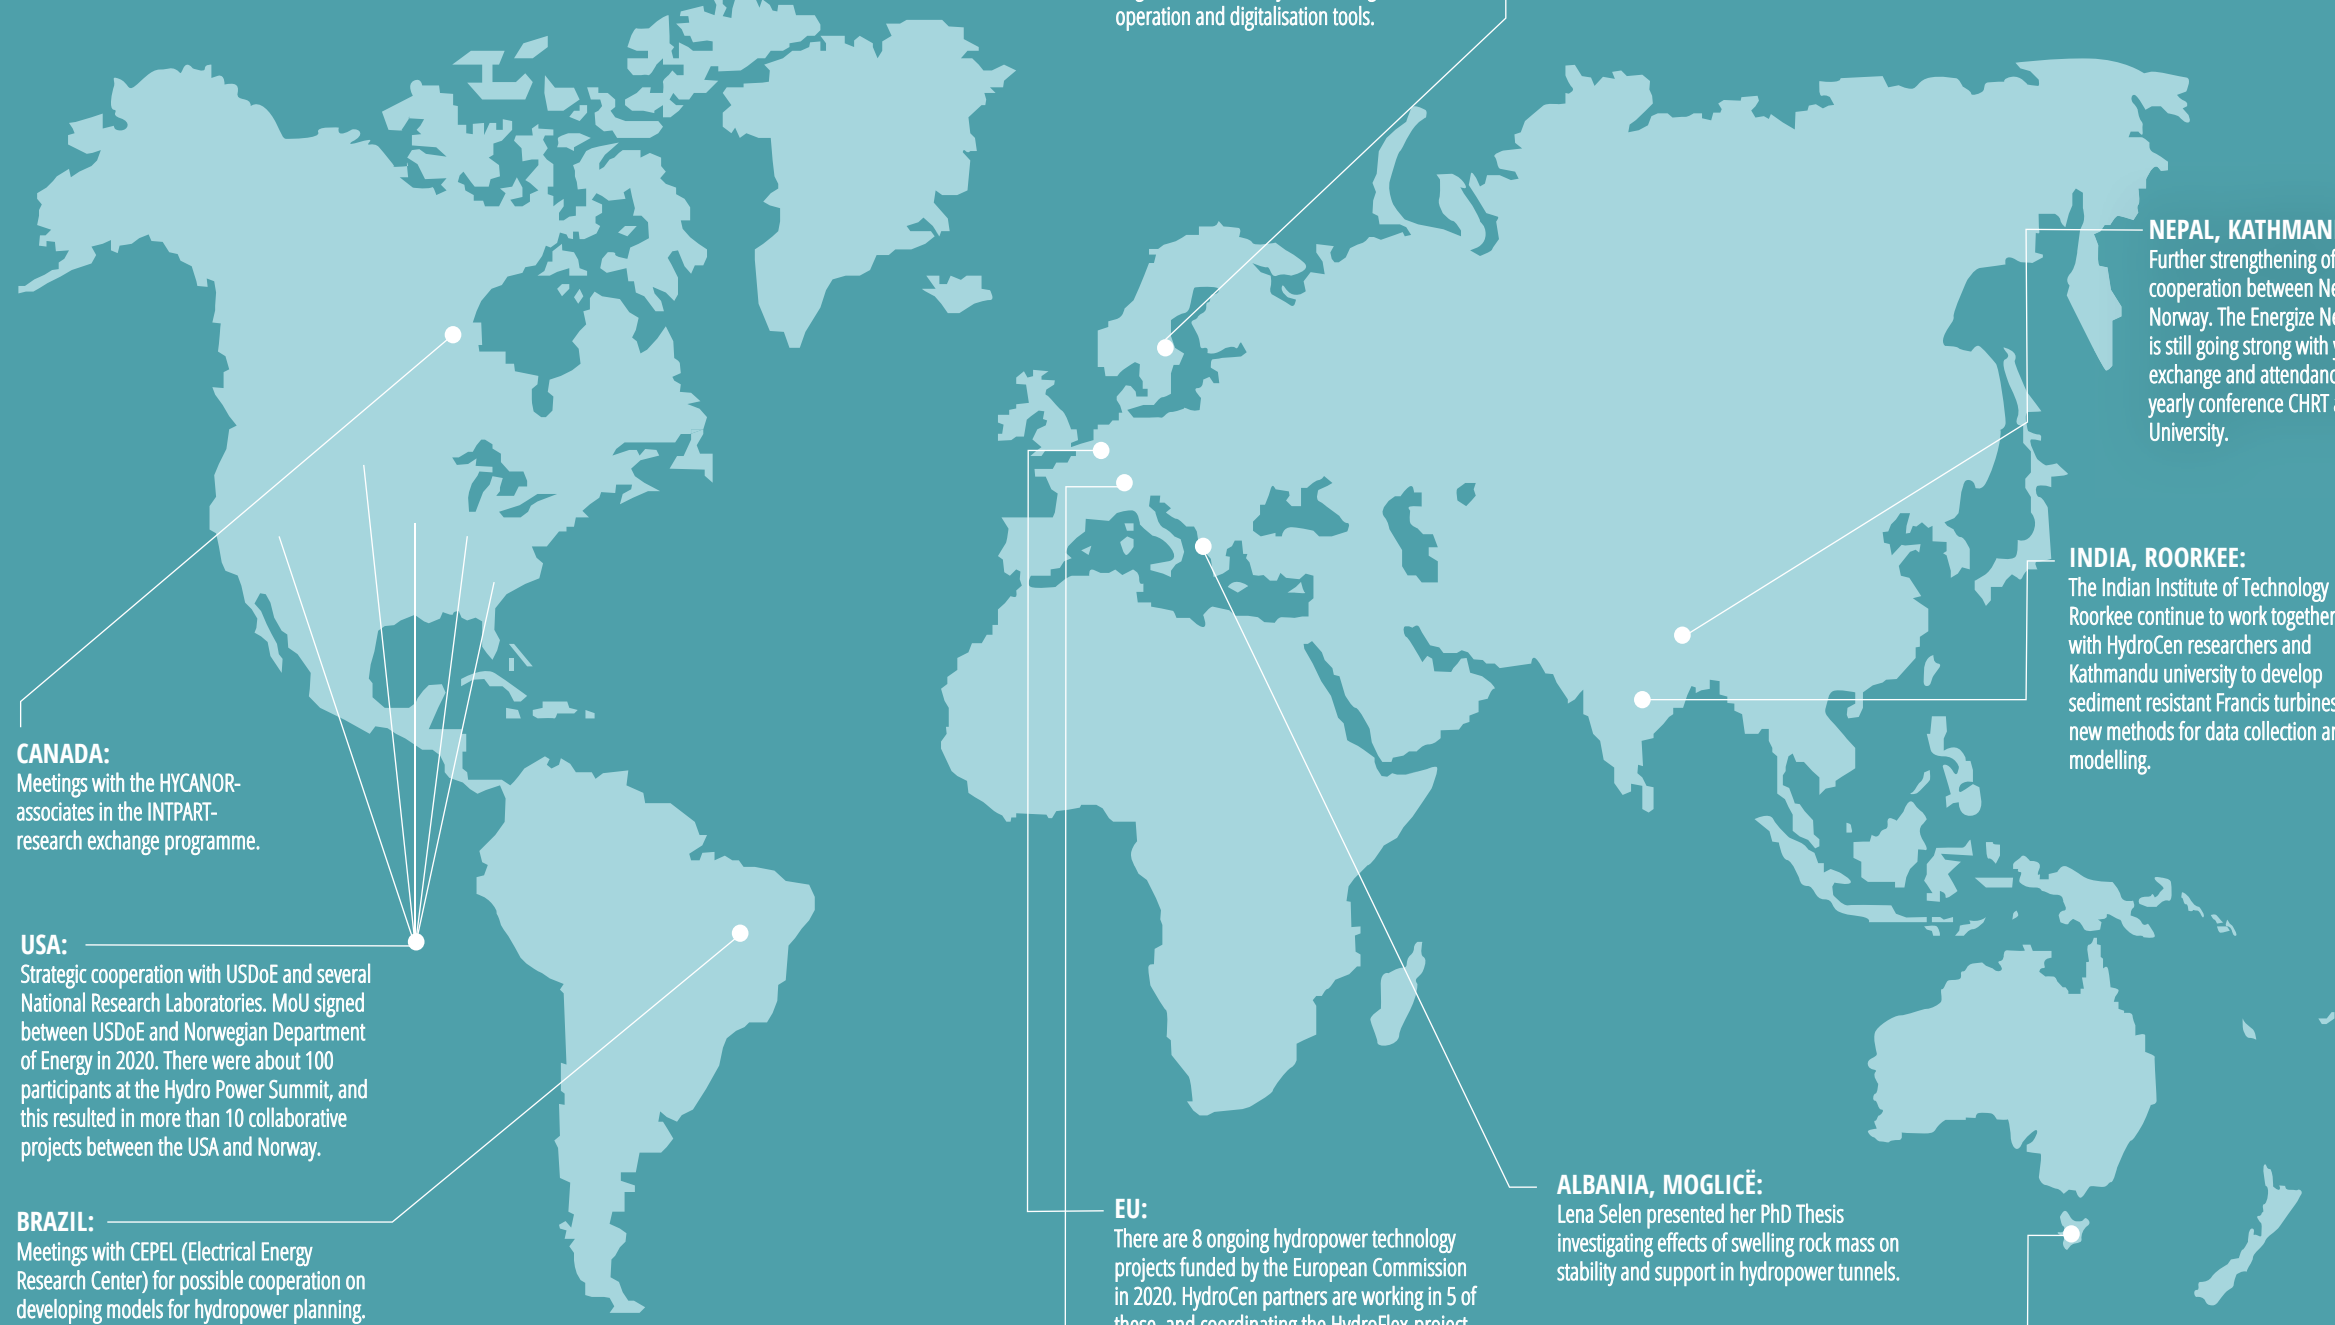 operation and digitalisation tools.
NEPAL, KATHMAN
Further strengthening of
cooperation between Ne
Norway. The Energize Ne
is still going strong with
exchange and attendanc
yearly conference CHRT
University.
INDIA, ROORKEE:
The Indian Institute of Technology
Roorkee continue to work together
with HydroCen researchers and
Kathmandu university to develop
sediment resistant Francis turbines
new methods for data collection an
modelling.
CANADA:
Meetings with the HYCANOR-
associates in the INTPART-
research exchange programme.
USA:
Strategic cooperation with USDoE and several
National Research Laboratories. MoU signed
between USDoE and Norwegian Department
of Energy in 2020. There were about 100
participants at the Hydro Power Summit, and
this resulted in more than 10 collaborative
projects between the USA and Norway.
BRAZIL:
Meetings with CEPEL (Electrical Energy
Research Center) for possible cooperation on
developing models for hydropower planning.
EU:
There are 8 ongoing hydropower technology
projects funded by the European Commission
in 2020. HydroCen partners are working in 5 of
these, and coordinating the HydroFlex-project
ALBANIA, MOGLICË:
Lena Selen presented her PhD Thesis
investigating effects of swelling rock mass on
stability and support in hydropower tunnels.